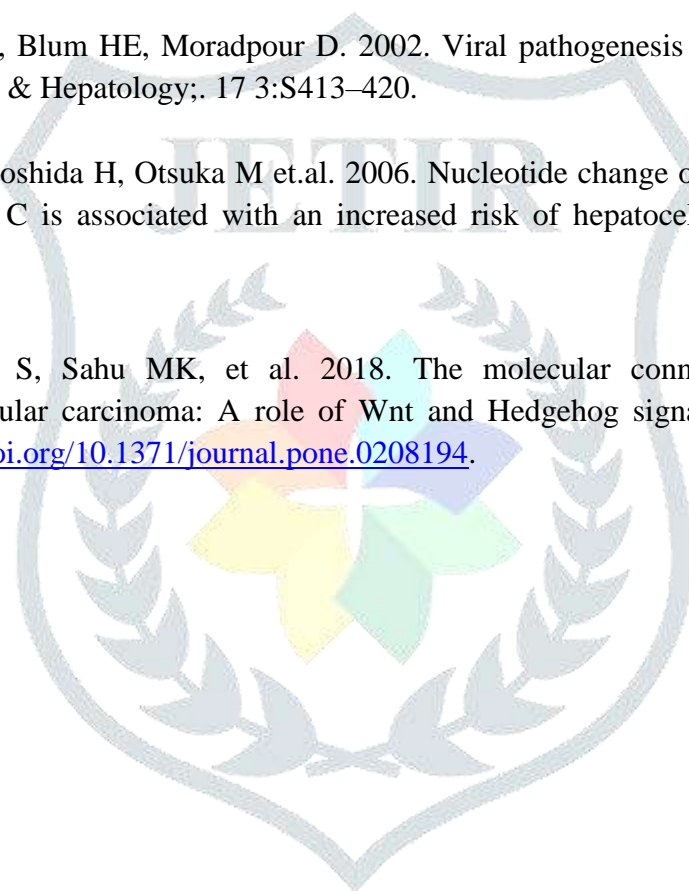 , Blum HE, Moradpour D. 2002. Viral pathogenesis
& Hepatology;. 17 3:S413–420.
JETIR
oshida H, Otsuka M et.al. 2006. Nucleotide change o
C is associated with an increased risk of hepatocel
S, Sahu MK, et al. 2018. The molecular conn
ular carcinoma: A role of Wnt and Hedgehog signa
oi.org/10.1371/journal.pone.0208194.